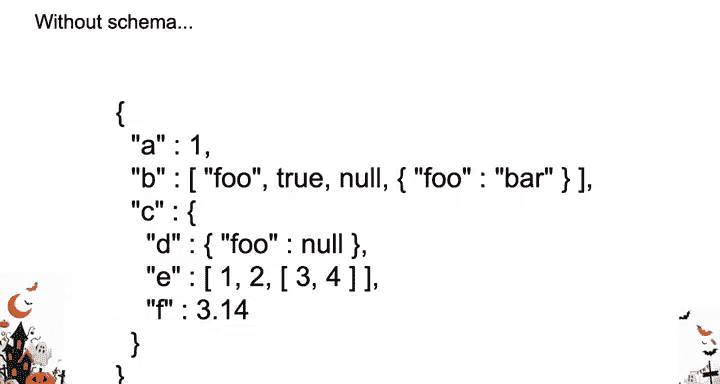 Without schema...
{
"a" : 1,
"b" : [ "foo", true, null, { "foo" : "bar" } ],
"c" : {
"d" : { "foo" : null },
"e" : [ 1, 2, [ 3, 4 ] ],
"f" : 3.14
}
}